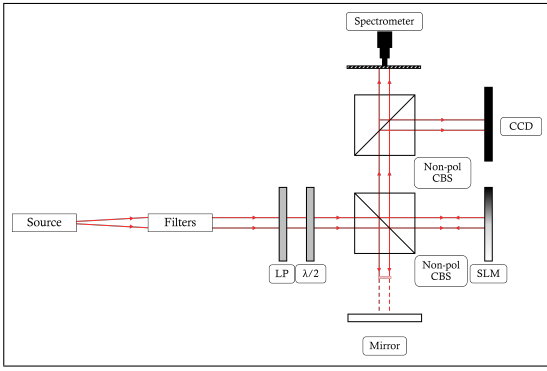 Spectrometer
CCD
Non-pol
CBS
Source
Filters
LP
λ/2
Non-pol
CBS
SLM
Mirror